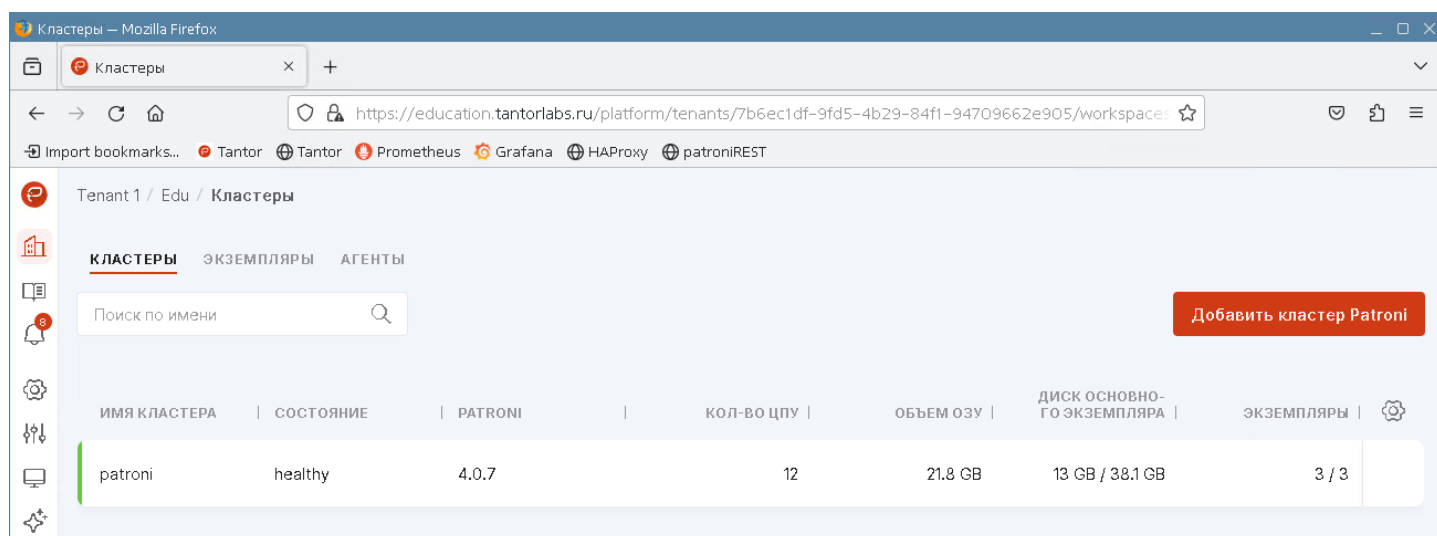 Кластеры — Mozilla Firefox
Кластеры
https://education.tantorlabs.ru/platform/tenants/7b6ec1df-9fd5-4b29-84f1-94709662e905/workspaces
Import bookmarks... Tantor Tantor Prometheus Grafana HAProxy patroniREST
Tenant 1 / Edu / Кластеры
КЛАСТЕРЫ ЭКЗЕМПЛЯРЫ АГЕНТЫ
Поиск по имени
Добавить кластер Patroni
8
ИМЯ КЛАСТЕРА СОСТОЯНИЕ PATRONI КОЛ-ВО ЦПУ ОБЪЕМ ОЗУ ДИСК ОСНОВНО-
ГО ЭКЗЕМПЛЯРА ЭКЗЕМПЛЯРЫ
patroni healthy 4.0.7 12 21.8 GB 13 GB / 38.1 GB 3 / 3